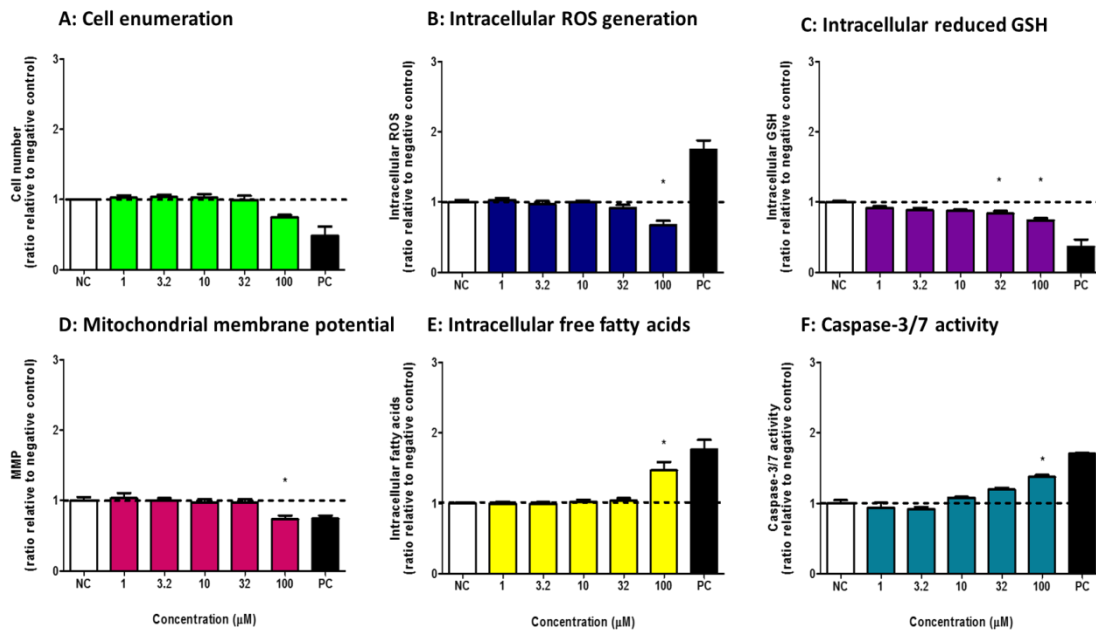 A: Cell enumeration
Cell number
(ratio relative to negative control)
3
2
1
0
NC 1 3.2 10 32 100 PC
B: Intracellular ROS generation
Intracellular ROS
(ratio relative to negative control)
3
2
1
0
*
NC 1 3.2 10 32 100 PC
C: Intracellular reduced GSH
Intracellular GSH
(ratio relative to negative control)
3
2
1
0
* *
NC 1 3.2 10 32 100 PC
D: Mitochondrial membrane potential
MMP
(ratio relative to negative control)
3
2
1
0
*
NC 1 3.2 10 32 100 PC
Concentration (µM)
E: Intracellular free fatty acids
Intracellular fatty acids
(ratio relative to negative control)
3
2
1
0
*
NC 1 3.2 10 32 100 PC
Concentration (µM)
F: Caspase-3/7 activity
Caspase-3/7 activity
(ratio relative to negative control)
3
2
1
0
*
NC 1 3.2 10 32 100 PC
Concentration (µM)